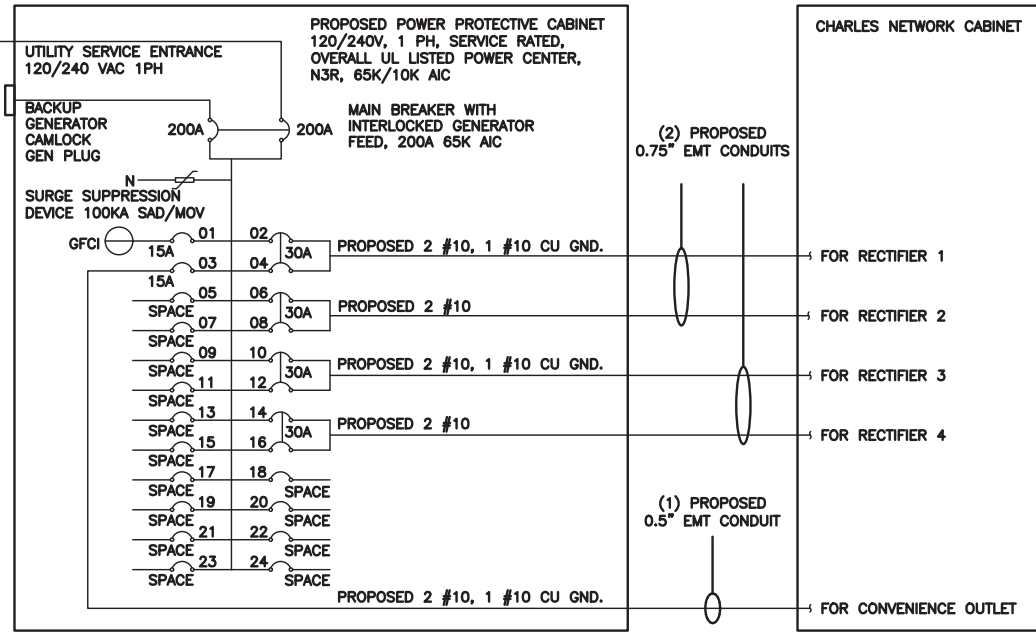 PROPOSED POWER PROTECTIVE CABINET
120/240V, 1 PH, SERVICE RATED,
OVERALL UL LISTED POWER CENTER,
N3R, 65K/10K AIC
CHARLES NETWORK CABINET
UTILITY SERVICE ENTRANCE
120/240 VAC 1PH
BACKUP
GENERATOR
CAMLOCK
GEN PLUG
200A
200A
MAIN BREAKER WITH
INTERLOCKED GENERATOR
FEED, 200A 65K AIC
(2) PROPOSED
0.75" EMT CONDUITS
N
SURGE SUPPRESSION
DEVICE 100KA SAD/MOV
GFCI
15A
01
02
30A
PROPOSED 2 #10, 1 #10 CU GND.
FOR RECTIFIER 1
15A
03
04
SPACE
05
06
30A
PROPOSED 2 #10
FOR RECTIFIER 2
SPACE
07
08
SPACE
09
10
30A
PROPOSED 2 #10, 1 #10 CU GND.
FOR RECTIFIER 3
SPACE
11
12
SPACE
13
14
30A
PROPOSED 2 #10
FOR RECTIFIER 4
SPACE
15
16
SPACE
17
18
SPACE
SPACE
19
20
SPACE
SPACE
21
22
SPACE
SPACE
23
24
SPACE
(1) PROPOSED
0.5" EMT CONDUIT
PROPOSED 2 #10, 1 #10 CU GND.
FOR CONVENIENCE OUTLET